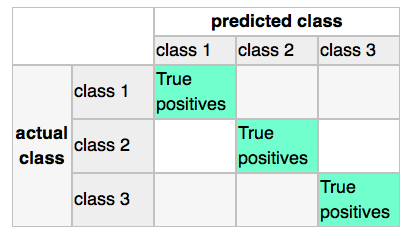 predicted class
class 1 class 2 class 3
class 1
True
positives
actual
class
class 2
True
positives
class 3
True
positives